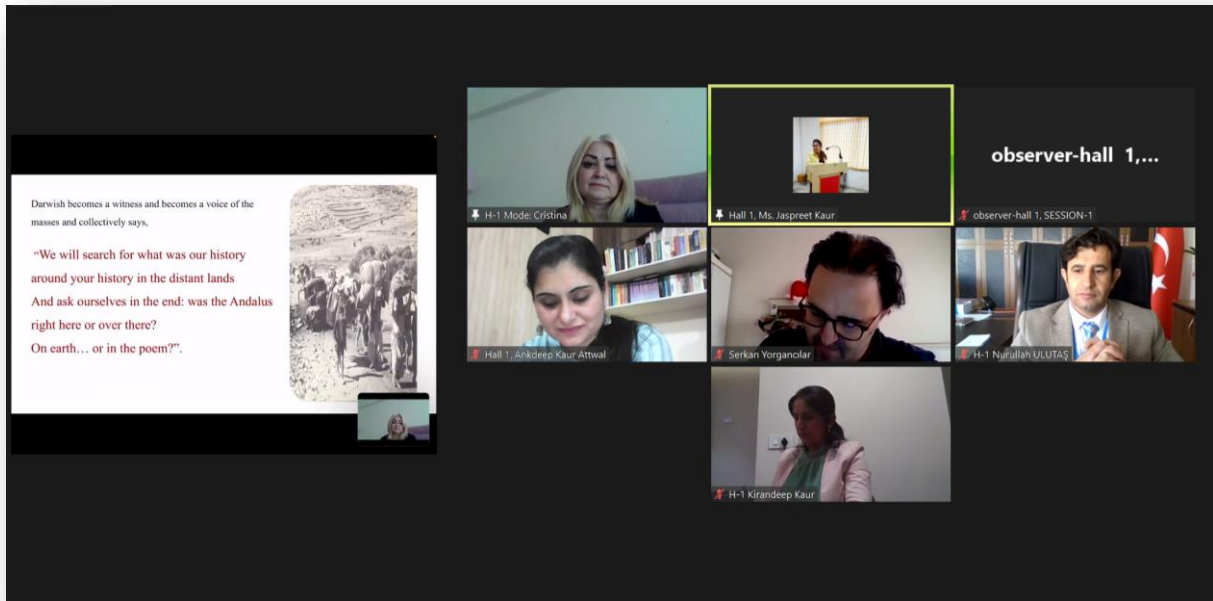 Darwish becomes a witness and becomes a voice of the
masses and collectively says,
“We will search for what was our history
around your history in the distant lands
And ask ourselves in the end: was the Andalus
right here or over there?
On earth… or in the poem?”.
H-1 Mode: Cristina
Hall 1, Ms. Jaspreet Kaur
observer-hall 1,...
observer-hall 1, SESSION-1
Hall 1, Ankdeep Kaur Attwal
Serkan Yorgancılar
H-1 Nurullah ULUTAŞ
H-1 Kirandeep Kaur